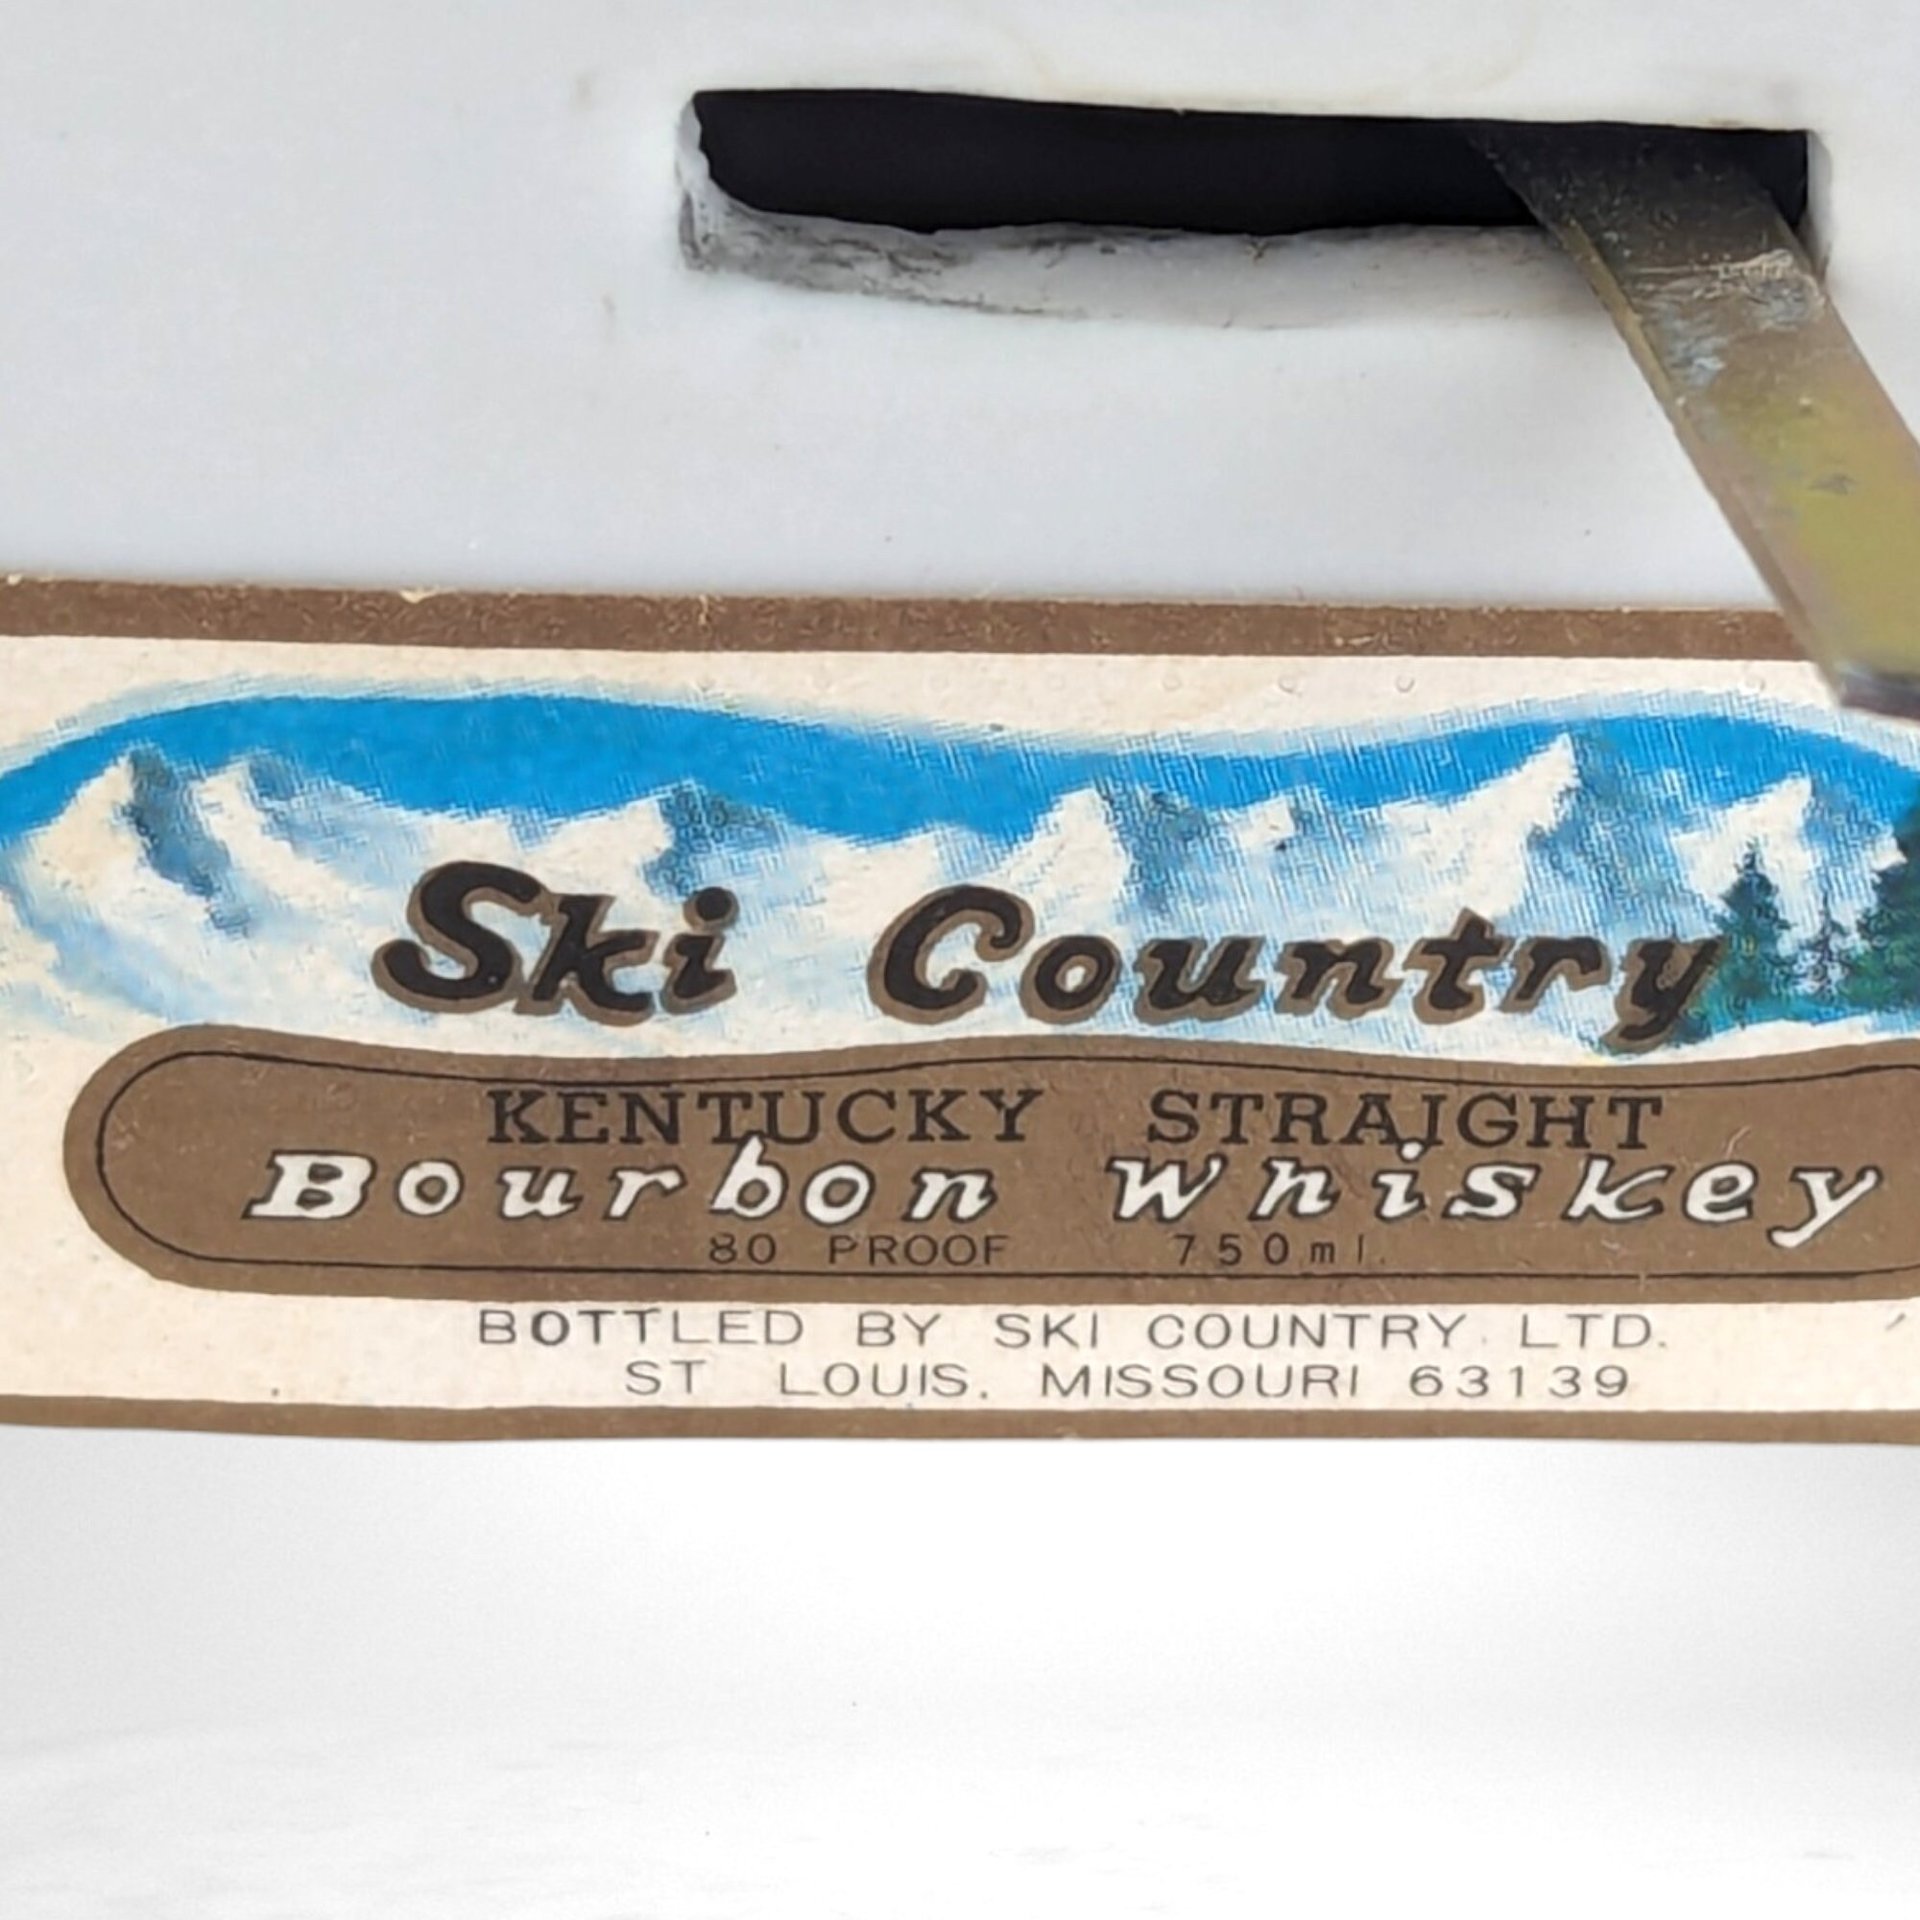 Ski Country
KENTUCKY STRAIGHT
Bourbon Whiskey
80 PROOF 750ml.
BOTTLED BY SKI COUNTRY LTD.
ST LOUIS, MISSOURI 63139